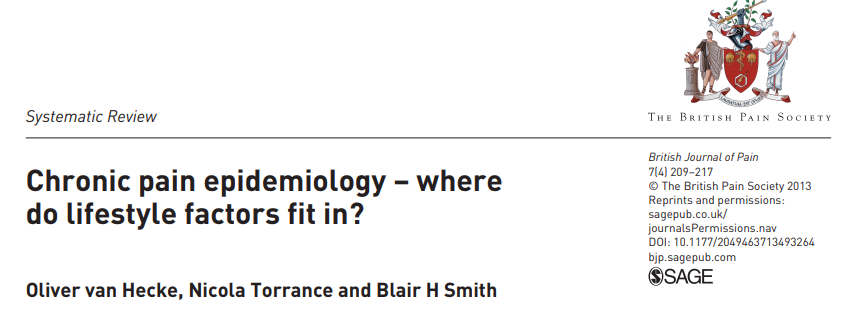 Systematic Review
THE BRITISH PAIN SOCIETY
Chronic pain epidemiology – where
do lifestyle factors fit in?
Oliver van Hecke, Nicola Torrance and Blair H Smith
British Journal of Pain
7(4) 209–217
© The British Pain Society 2013
Reprints and permissions:
sagepub.co.uk/
journalsPermissions.nav
DOI: 10.1177/2049463713493264
bjp.sagepub.com
SAGE